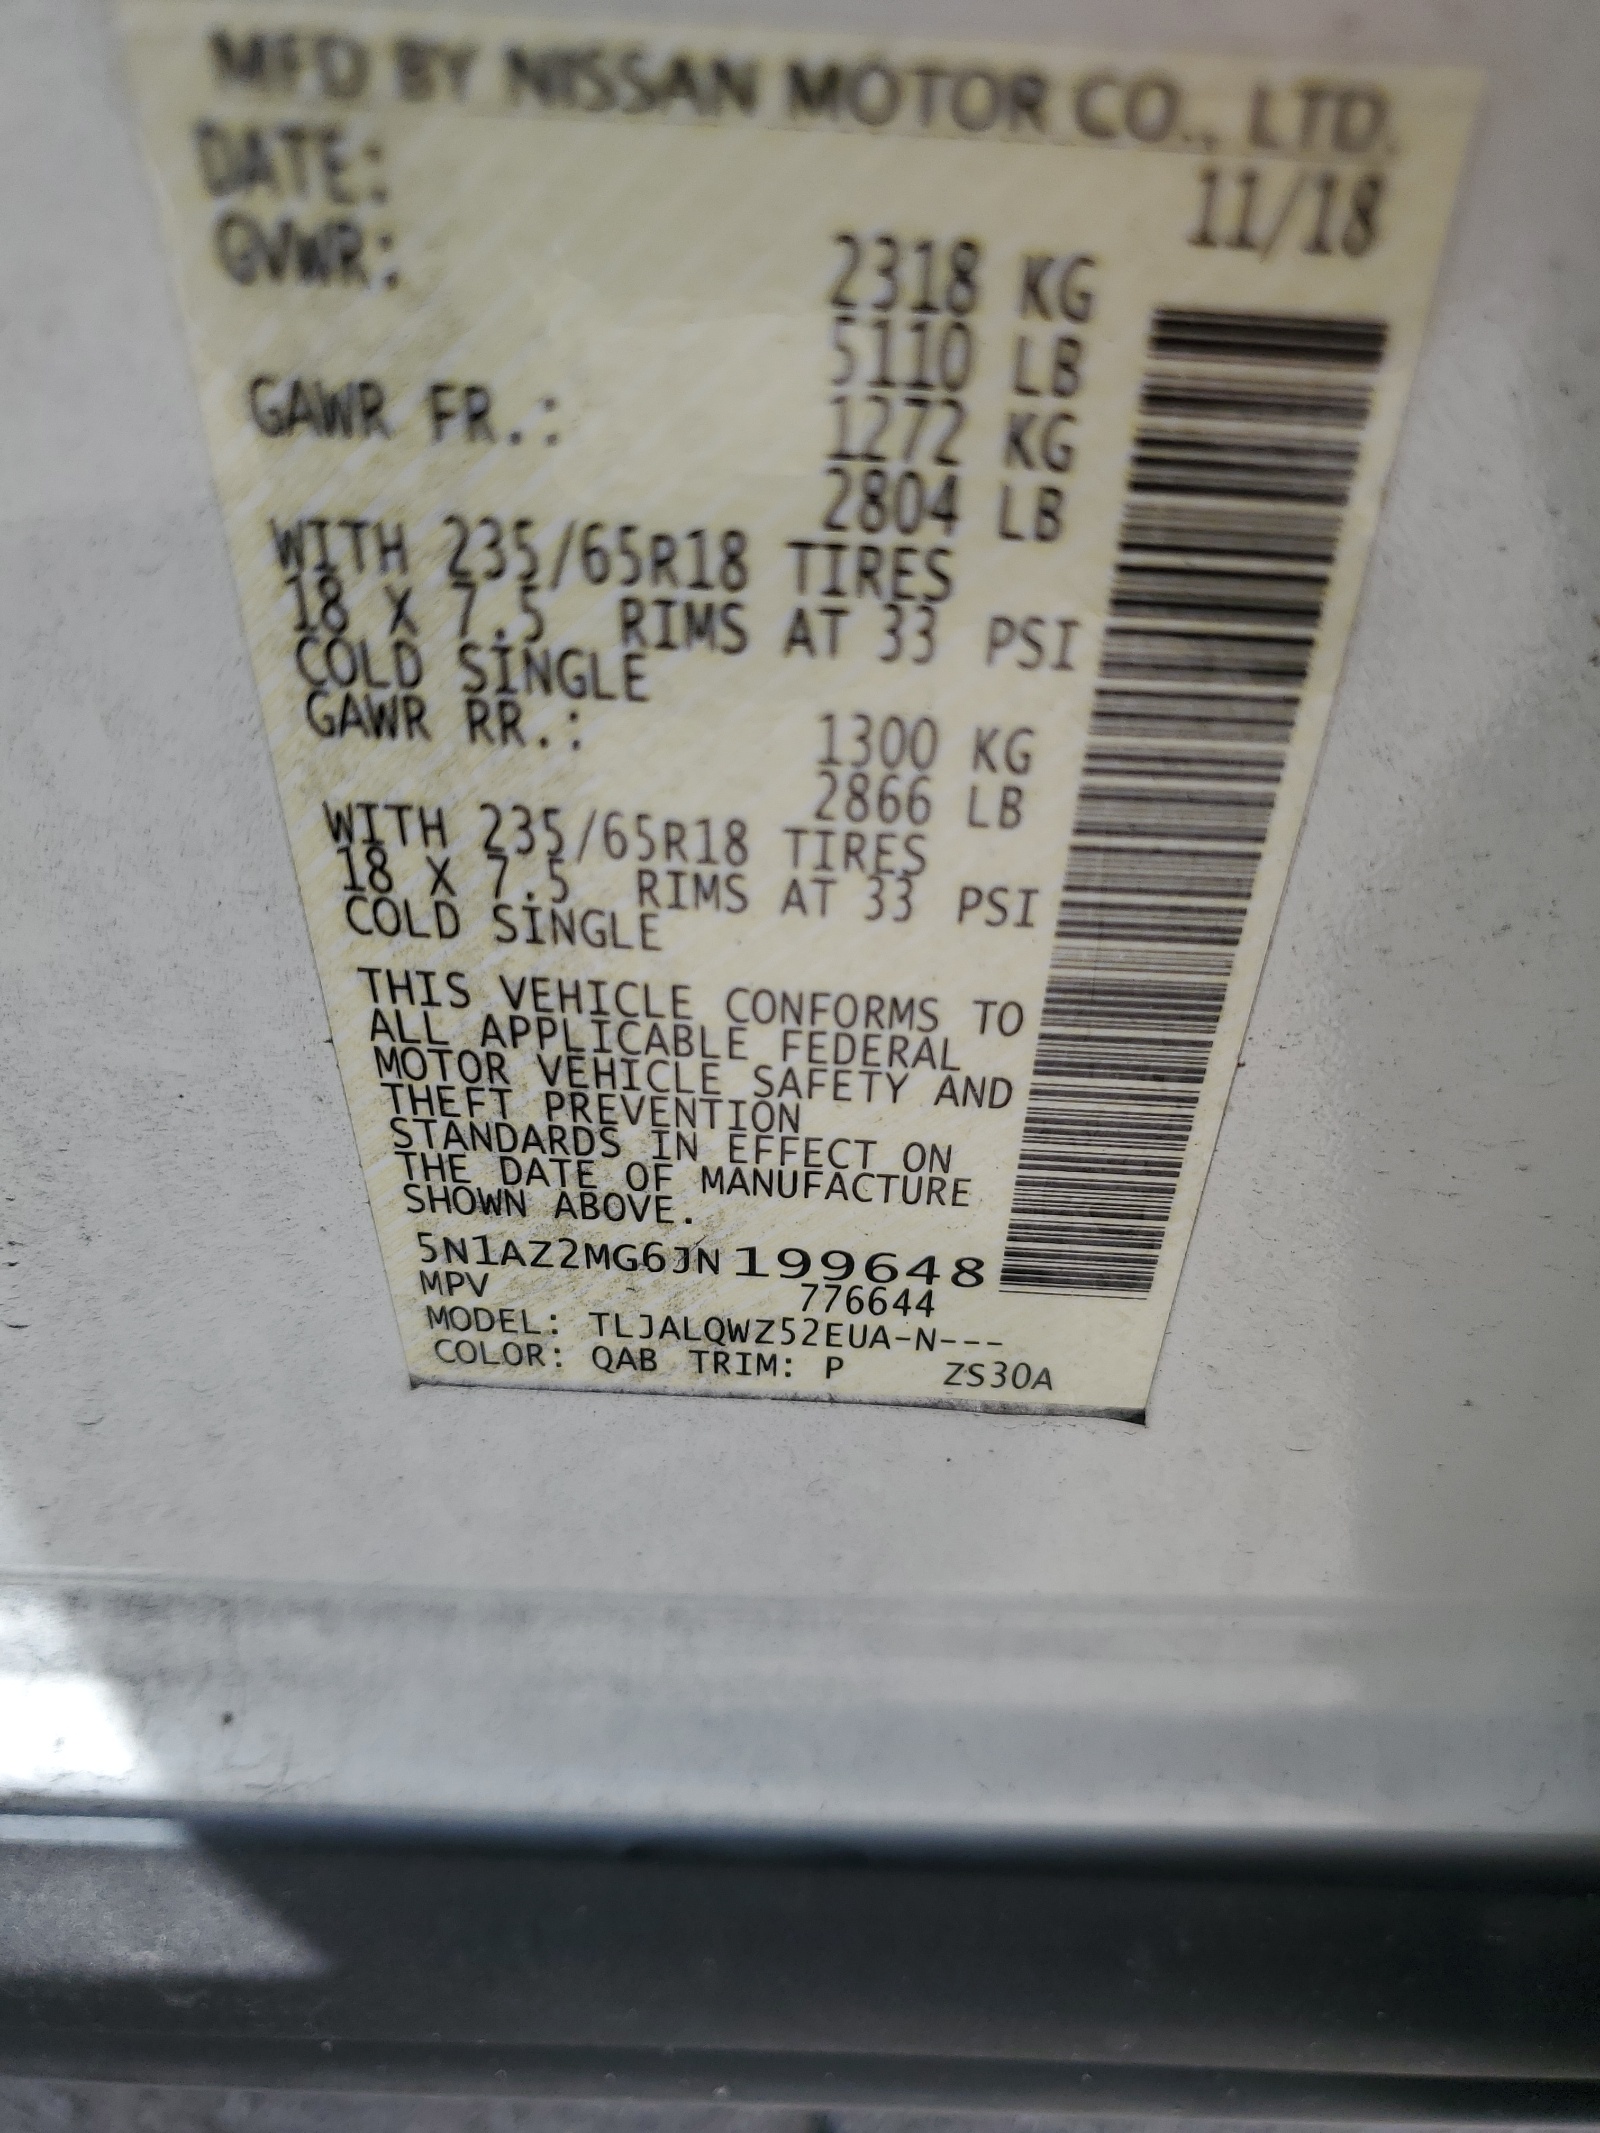 MFD BY NISSAN MOTOR CO., LTD.
DATE: 11/18
GVWR: 2318 KG
5110 LB
GAWR FR.: 1272 KG
2804 LB
WITH 235/65R18 TIRES
18 X 7.5 RIMS AT 33 PSI
COLD SINGLE
GAWR RR.: 1300 KG
2866 LB
WITH 235/65R18 TIRES
18 X 7.5 RIMS AT 33 PSI
COLD SINGLE
THIS VEHICLE CONFORMS TO
ALL APPLICABLE FEDERAL
MOTOR VEHICLE SAFETY AND
THEFT PREVENTION
STANDARDS IN EFFECT ON
THE DATE OF MANUFACTURE
SHOWN ABOVE.
5N1AZ2MG6JN199648
MPV 776644
MODEL: TLJALQWZ52EUA-N---
COLOR: QAB TRIM: P ZS30A